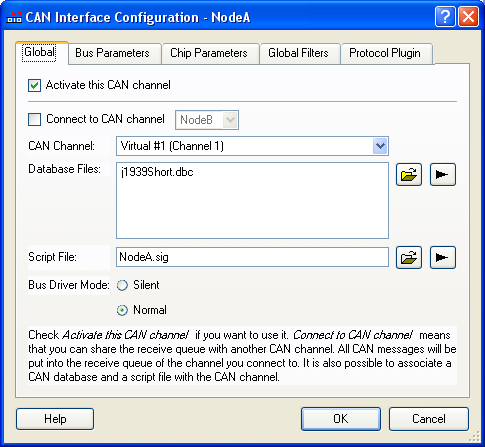 CAN Interface Configuration - NodeA
Global Bus Parameters Chip Parameters Global Filters Protocol Plugin
Activate this CAN channel
Connect to CAN channel NodeB
CAN Channel: Virtual #1 (Channel 1)
Database Files: j1939Short.dbc
Script File: NodeA.sig
Bus Driver Mode: Silent
Normal
Check Activate this CAN channel if you want to use it. Connect to CAN channel means
that you can share the receive queue with another CAN channel. All CAN messages will be
put into the receive queue of the channel you connect to. It is also possible to associate a
CAN database and a script file with the CAN channel.
Help OK Cancel